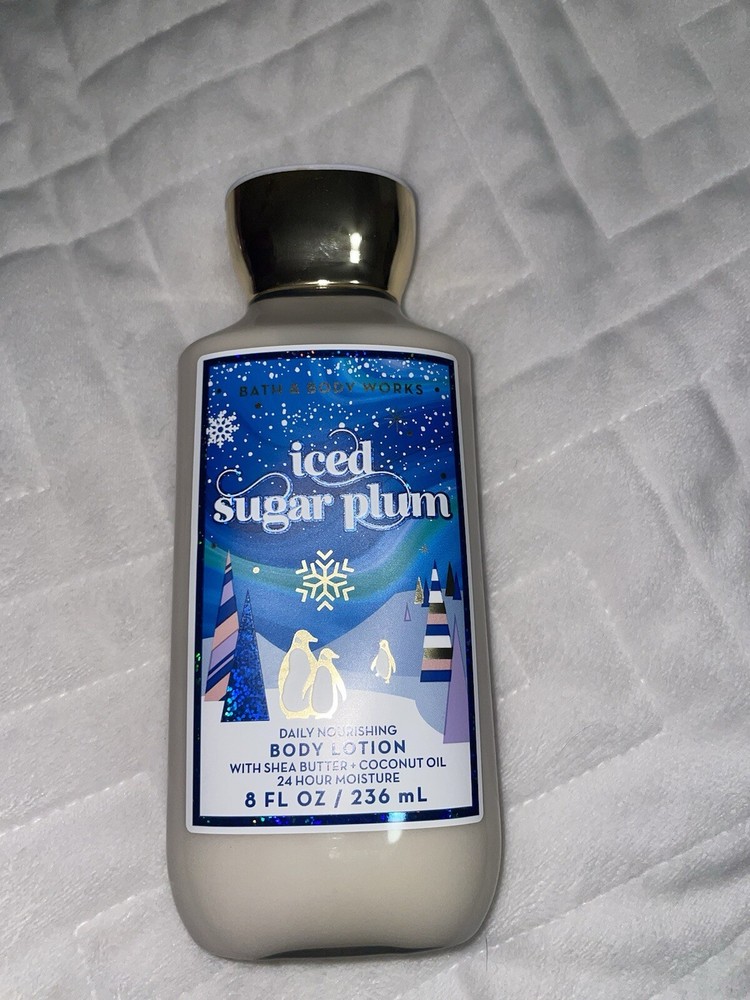 BATH & BODY WORKS
iced
sugar plum
DAILY NOURISHING
BODY LOTION
WITH SHEA BUTTER + COCONUT OIL
24 HOUR MOISTURE
8 FL OZ / 236 mL